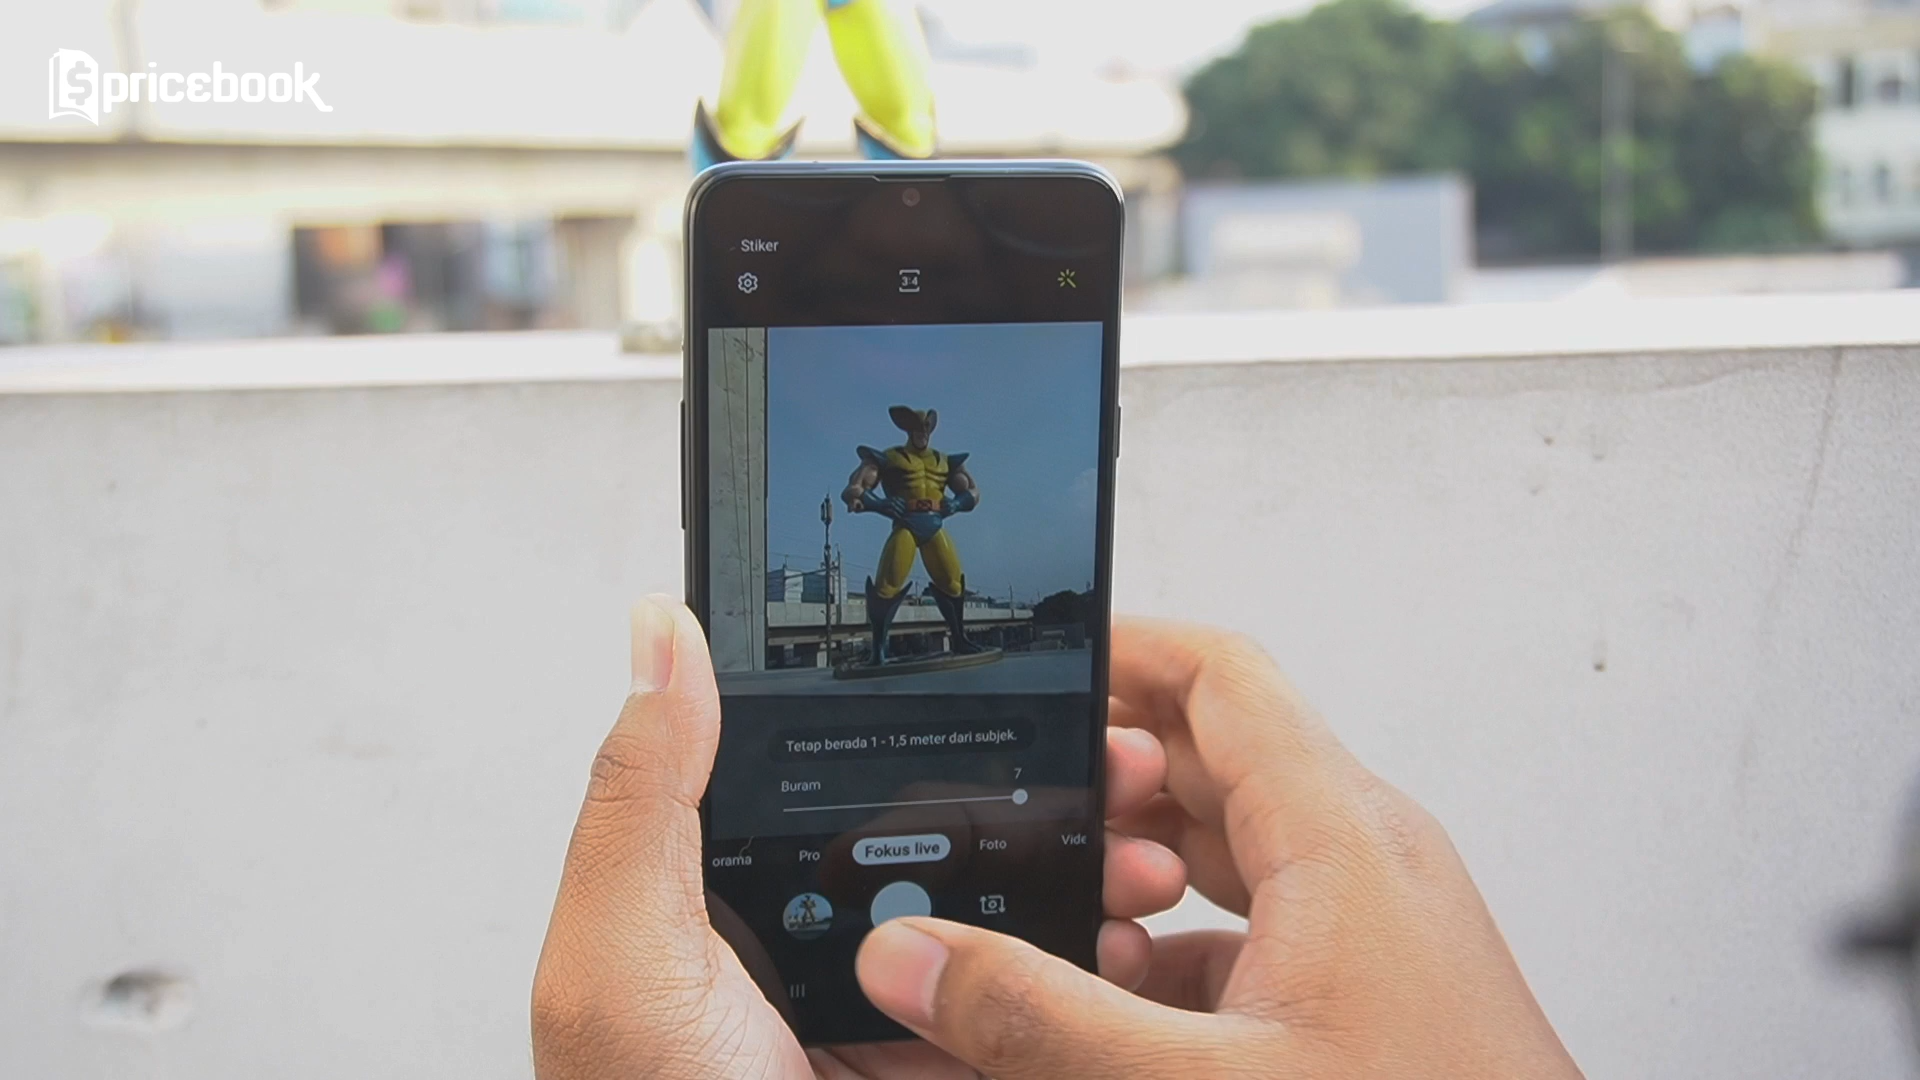 pricebook
Stiker
3:4
Tetap berada 1 - 1,5 meter dari subjek.
Buram
7
orama Pro Fokus live Foto Vide